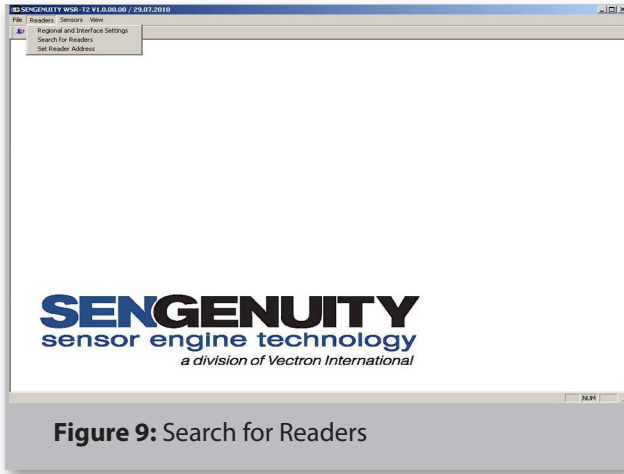 SENGENUITY WSR-T2 V1.0.00.00 / 29.07.2010
File Readers Sensors View
Regional and Interface Settings
Search for Readers
Set Reader Address
SENGENUITY
sensor engine technology
a division of Vectron International
NUM
Figure 9: Search for Readers